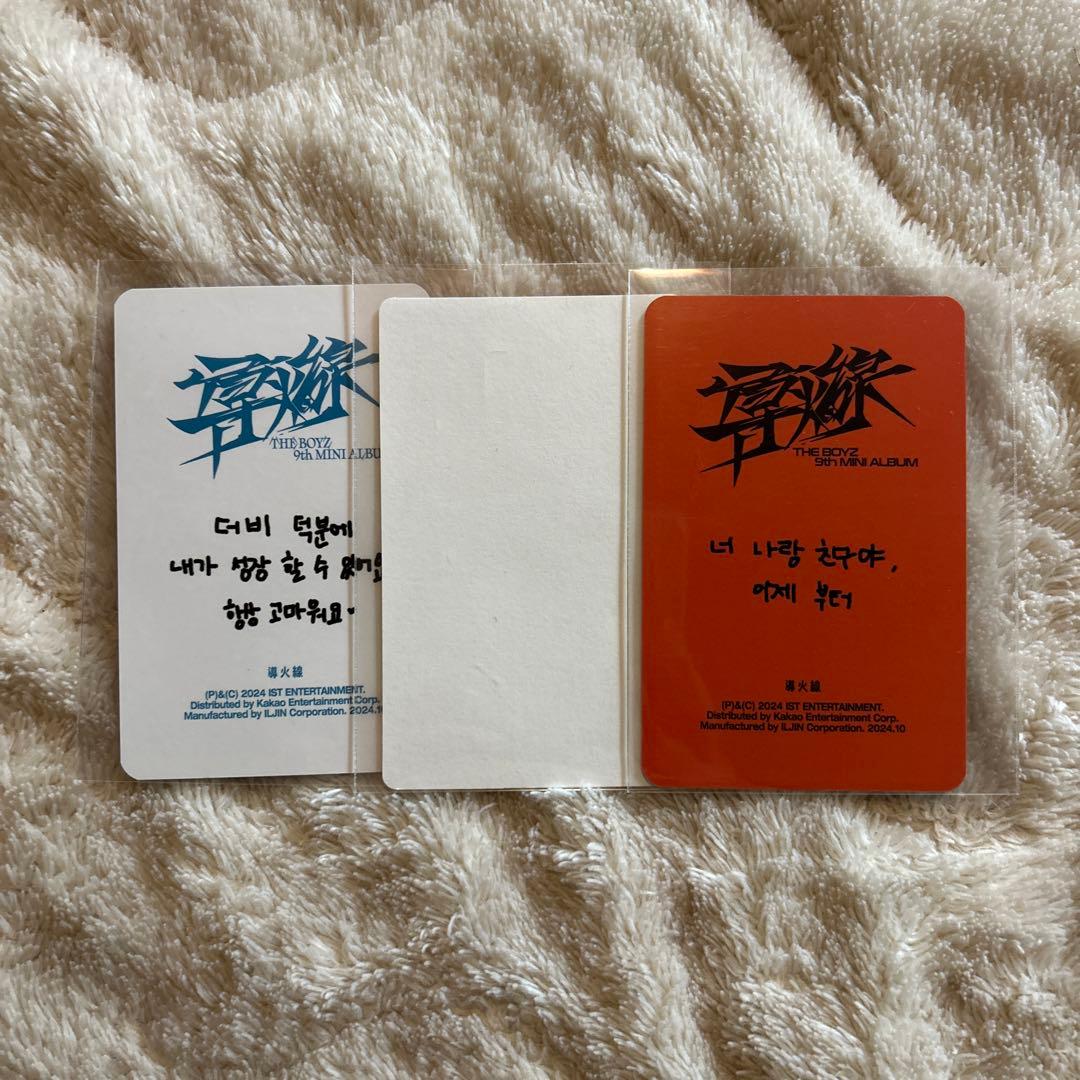 導火線
THE BOYZ
9th MINI ALBU
더비 덕분에
내가 성장 할 수 있어요
항상 고마워요.
導火線
(P)&(C) 2024 IST ENTERTAINMENT.
Distributed by Kakao Entertainment Corp.
Manufactured by ILJIN Corporation. 2024.10
導火線
THE BOYZ
9th MINI ALBUM
너 나랑 친구야,
어제 부터
導火線
(P)&(C) 2024 IST ENTERTAINMENT.
Distributed by Kakao Entertainment Corp.
Manufactured by ILJIN Corporation. 2024.10